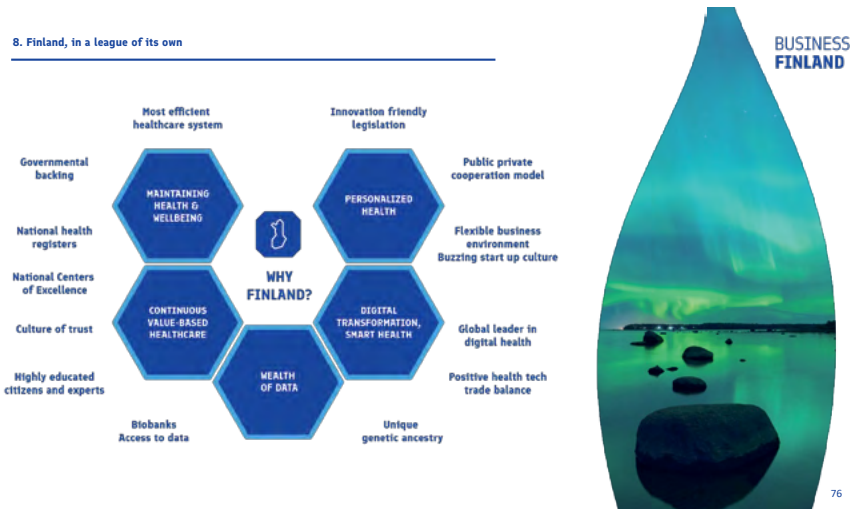 8. Finland, in a league of its own
BUSINESS
FINLAND
Most efficient
healthcare system
Innovation friendly
legislation
Governmental
backing
Public private
cooperation model
MAINTAINING
HEALTH &
WELLBEING
PERSONALIZED
HEALTH
National health
registers
Flexible business
environment
Buzzing start up culture
WHY
FINLAND?
National Centers
of Excellence
CONTINUOUS
VALUE-BASED
HEALTHCARE
DIGITAL
TRANSFORMATION,
SMART HEALTH
Culture of trust
Global leader in
digital health
Highly educated
citizens and experts
WEALTH
OF DATA
Positive health tech
trade balance
Biobanks
Access to data
Unique
genetic ancestry
76